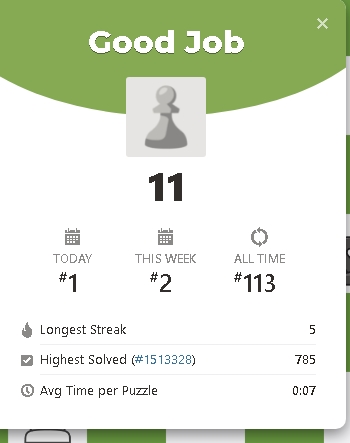 Good Job
11
TODAY THIS WEEK ALL TIME
#1 #2 #113
Longest Streak 5
Highest Solved (#1513328) 785
Avg Time per Puzzle 0:07